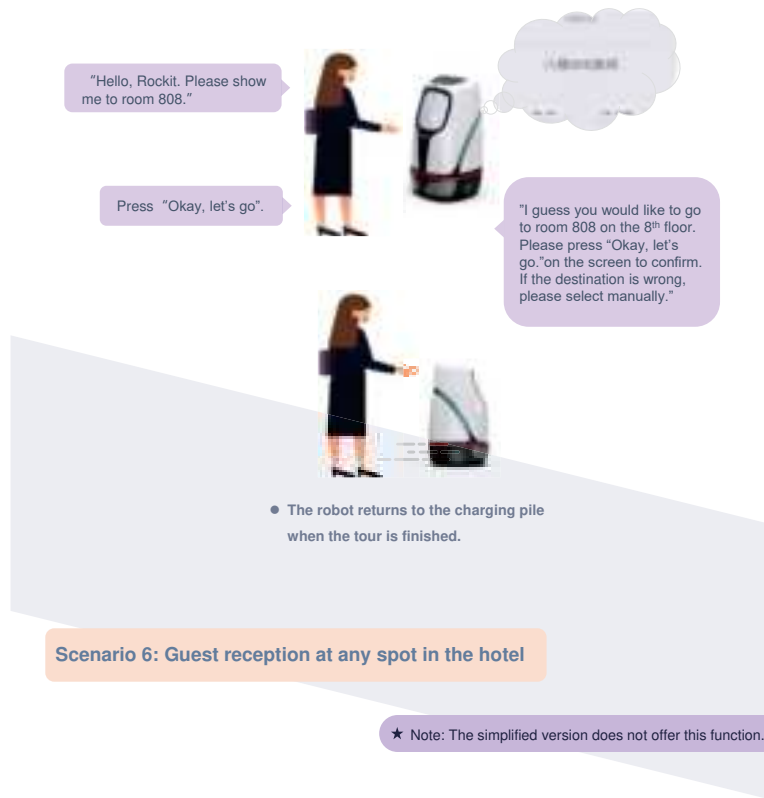 "Hello, Rockit. Please show
me to room 808."
Press "Okay, let's go".
"I guess you would like to go
to room 808 on the 8th floor.
Please press "Okay, let's
go."on the screen to confirm.
If the destination is wrong,
please select manually."
● The robot returns to the charging pile
when the tour is finished.
Scenario 6: Guest reception at any spot in the hotel
★ Note: The simplified version does not offer this function.